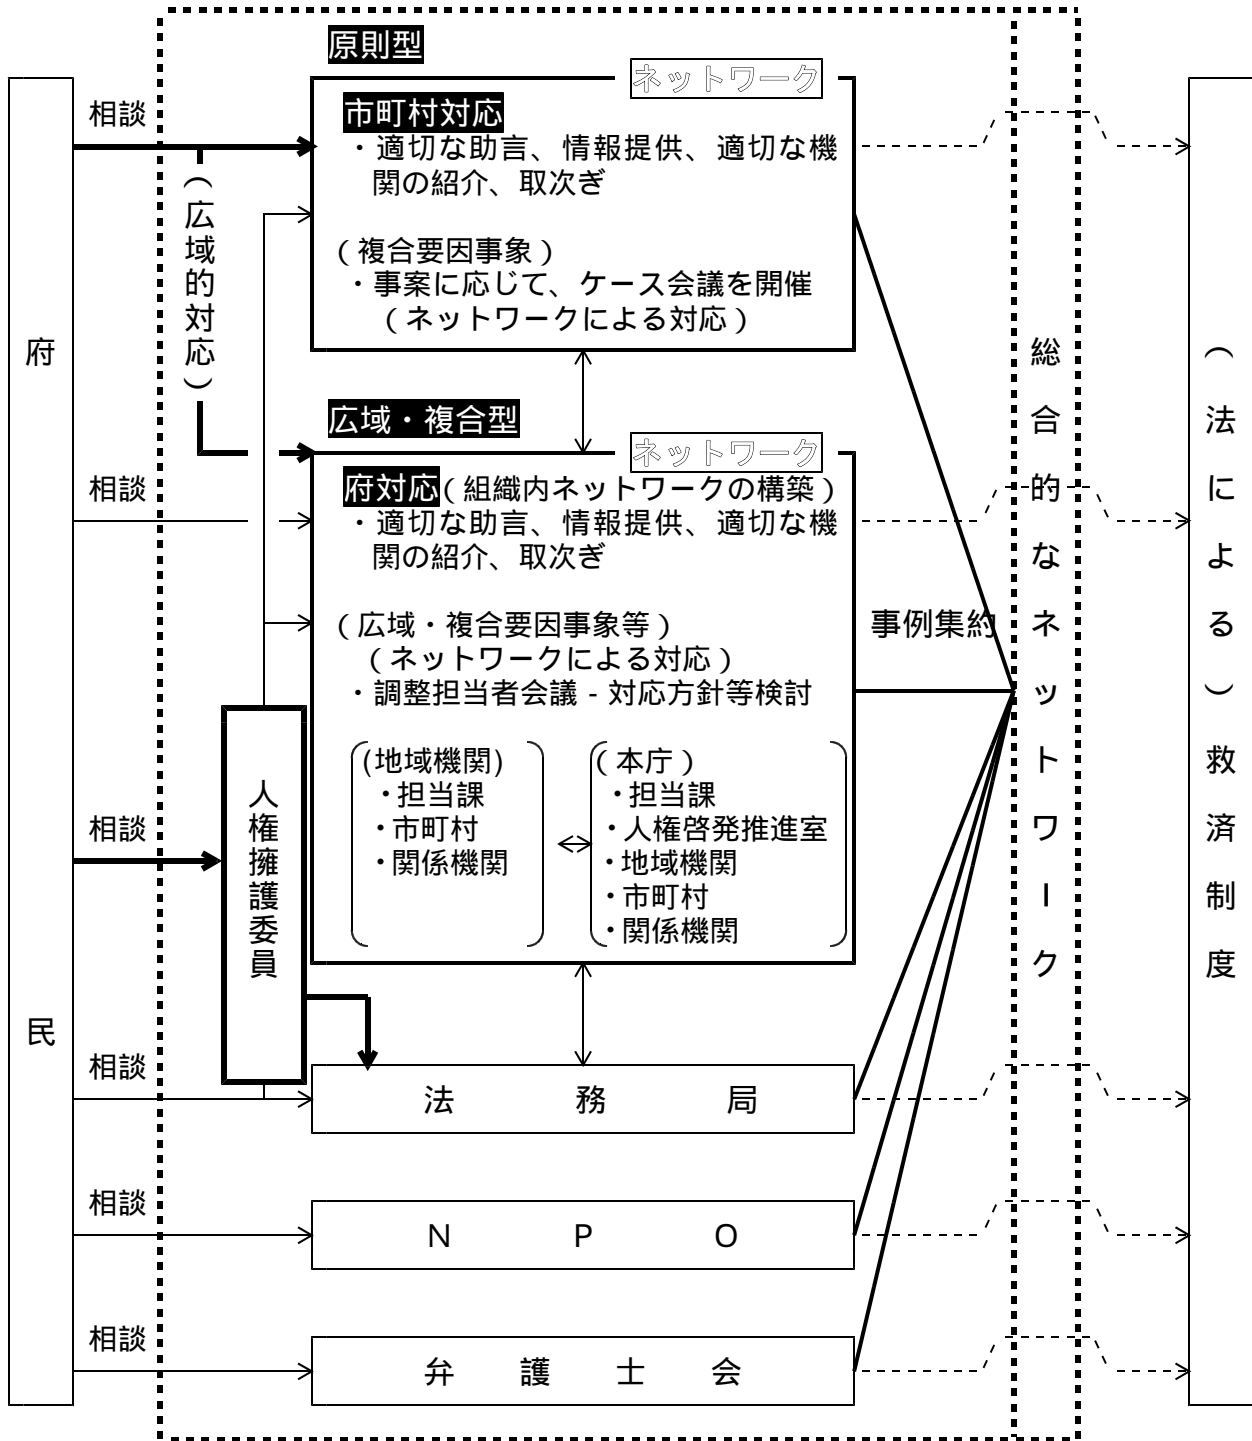 府民
相談
(広域的対応)
相談
相談
相談
相談
相談
人権擁護委員
原則型
ネットワーク
市町村対応
・適切な助言、情報提供、適切な機
関の紹介、取次ぎ
(複合要因事象)
・事案に応じて、ケース会議を開催
(ネットワークによる対応)
広域・複合型
ネットワーク
府対応(組織内ネットワークの構築)
・適切な助言、情報提供、適切な機
関の紹介、取次ぎ
(広域・複合要因事象等)
(ネットワークによる対応)
・調整担当者会議-対応方針等検討
(地域機関)
・担当課
・市町村
・関係機関
(本庁)
・担当課
・人権啓発推進室
・地域機関
・市町村
・関係機関
法務局
NPO
弁護士会
事例集約
総合的なネットワーク
(法による)救済制度